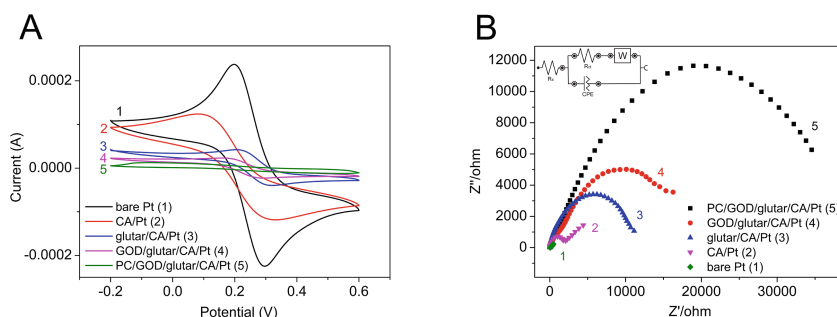 A
0.0002
0.0000
-0.0002
Current (A)
1
2
3
4
5
bare Pt (1)
CA/Pt (2)
glutar/CA/Pt (3)
GOD/glutar/CA/Pt (4)
PC/GOD/glutar/CA/Pt (5)
-0.2
0.0
0.2
0.4
0.6
Potential (V)
B
12000
10000
8000
6000
4000
2000
0
Z''/ohm
W
CPE
5
4
3
2
1
PC/GOD/glutar/CA/Pt (5)
GOD/glutar/CA/Pt (4)
glutar/CA/Pt (3)
CA/Pt (2)
bare Pt (1)
0
10000
20000
30000
Z'/ohm